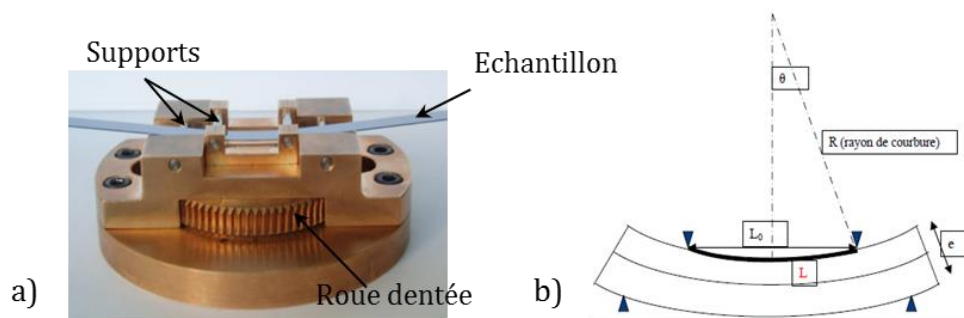 Supports
Echantillon
Roue dentée
a)
θ
R (rayon de courbure)
L₀
L
e
b)